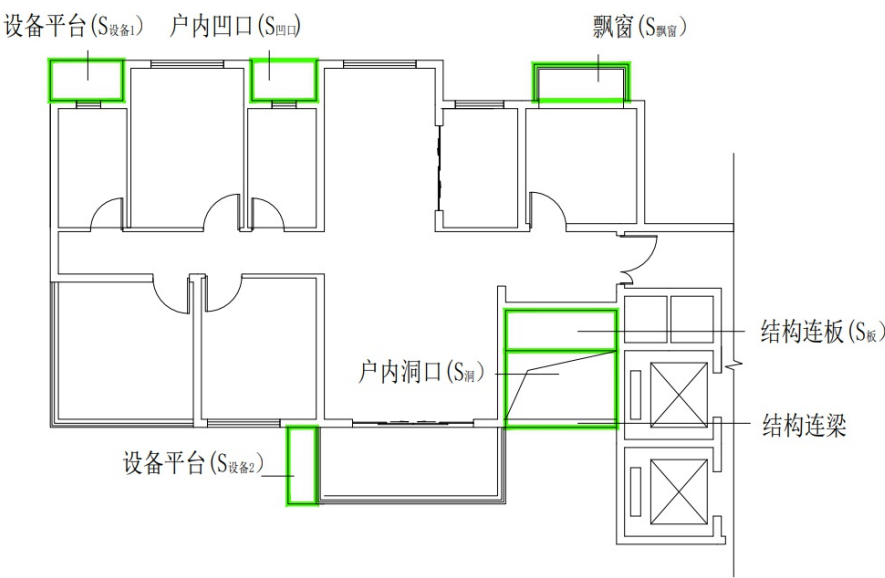 设备平台(S设备1)
户内凹口(S凹口)
飘窗(S飘窗)
结构连板(S板)
户内洞口(S洞)
结构连梁
设备平台(S设备2)